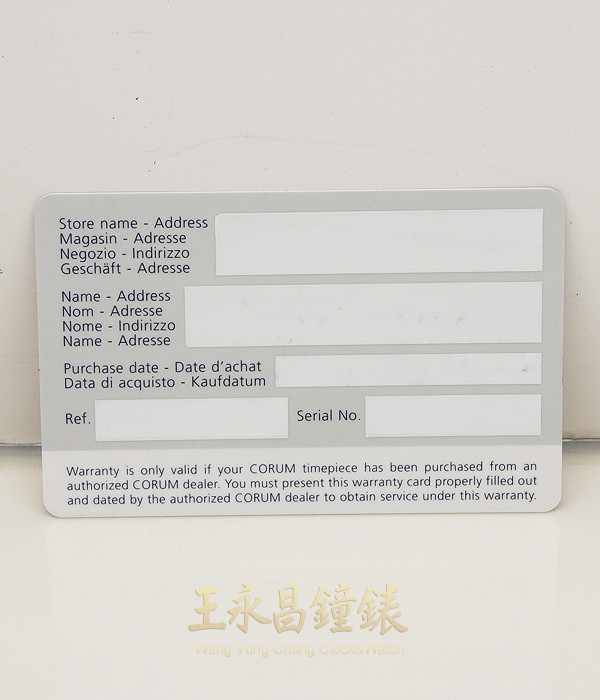 Store name - Address
Magasin - Adresse
Negozio - Indirizzo
Geschäft - Adresse
Name - Address
Nom - Adresse
Nome - Indirizzo
Name - Adresse
Purchase date - Date d'achat
Data di acquisto - Kaufdatum
Ref.
Serial No.
Warranty is only valid if your CORUM timepiece has been purchased from an
authorized CORUM dealer. You must present this warranty card properly filled out
and dated by the authorized CORUM dealer to obtain service under this warranty.
王永昌鐘錶
Wang Yung-Chang Clock&Watch